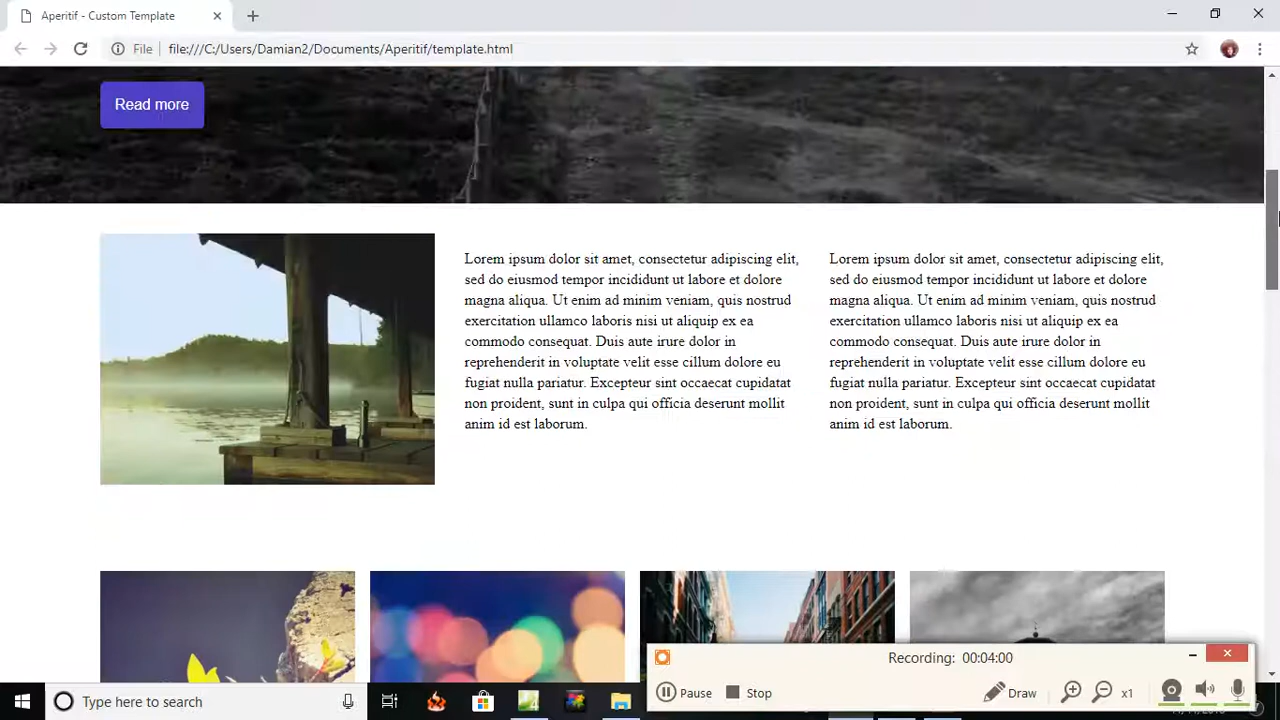 Aperitif - Custom Template
File
file:///C:/Users/Damian2/Documents/Aperitif/template.html
Read more
Lorem ipsum dolor sit amet, consectetur adipiscing elit,
sed do eiusmod tempor incididunt ut labore et dolore
magna aliqua. Ut enim ad minim veniam, quis nostrud
exercitation ullamco laboris nisi ut aliquip ex ea
commodo consequat. Duis aute irure dolor in
reprehenderit in voluptate velit esse cillum dolore eu
fugiat nulla pariatur. Excepteur sint occaecat cupidatat
non proident, sunt in culpa qui officia deserunt mollit
anim id est laborum.
Lorem ipsum dolor sit amet, consectetur adipiscing elit,
sed do eiusmod tempor incididunt ut labore et dolore
magna aliqua. Ut enim ad minim veniam, quis nostrud
exercitation ullamco laboris nisi ut aliquip ex ea
commodo consequat. Duis aute irure dolor in
reprehenderit in voluptate velit esse cillum dolore eu
fugiat nulla pariatur. Excepteur sint occaecat cupidatat
non proident, sunt in culpa qui officia deserunt mollit
anim id est laborum.
Recording: 00:04:00
Pause
Stop
Draw
x1
Type here to search